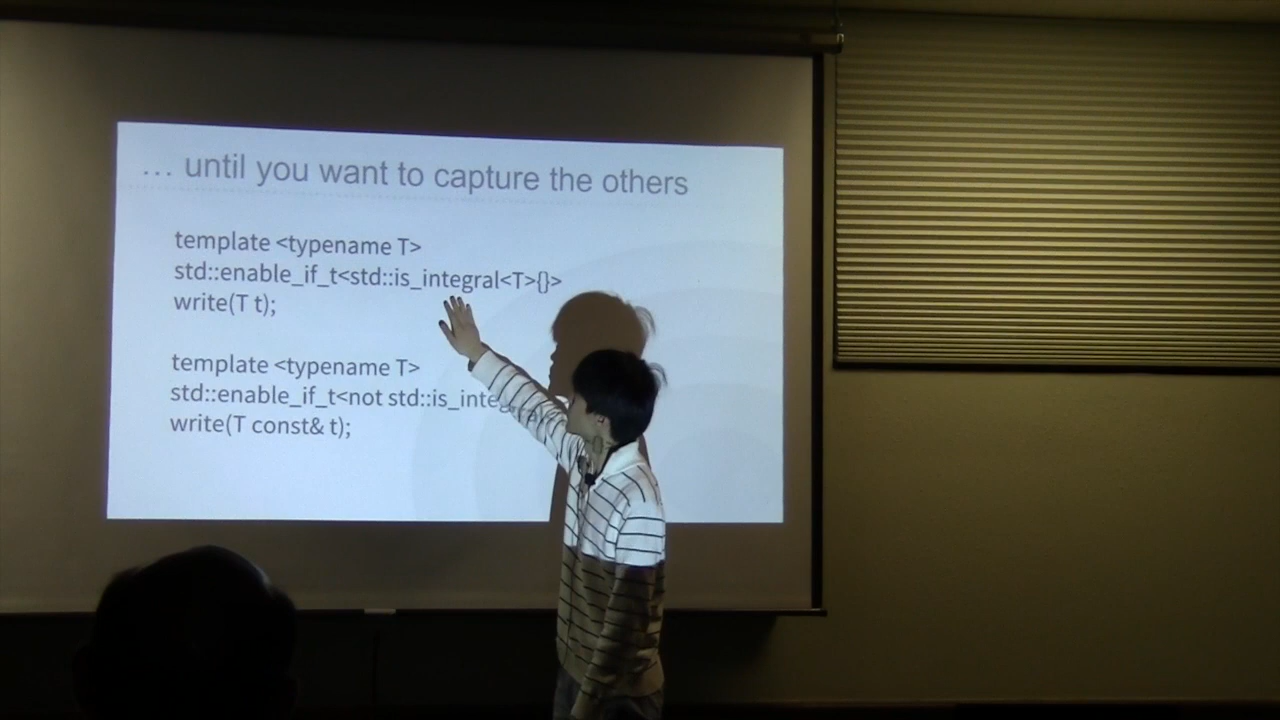 … until you want to capture the others
template <typename T>
std::enable_if_t<std::is_integral<T>{}>
write(T t);
template <typename T>
std::enable_if_t<not std::is_integral
write(T const& t);